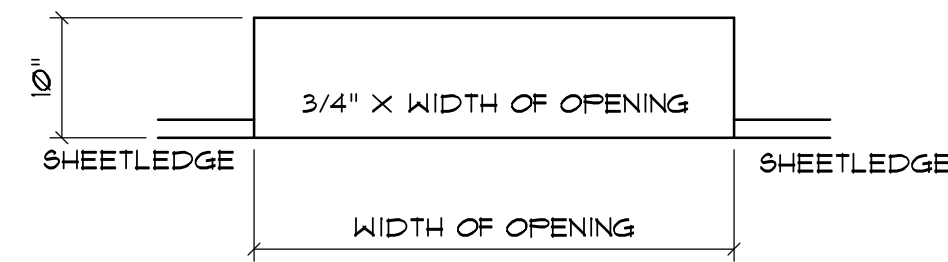 10"
3/4" X WIDTH OF OPENING
SHEETLEDGE
SHEETLEDGE
WIDTH OF OPENING